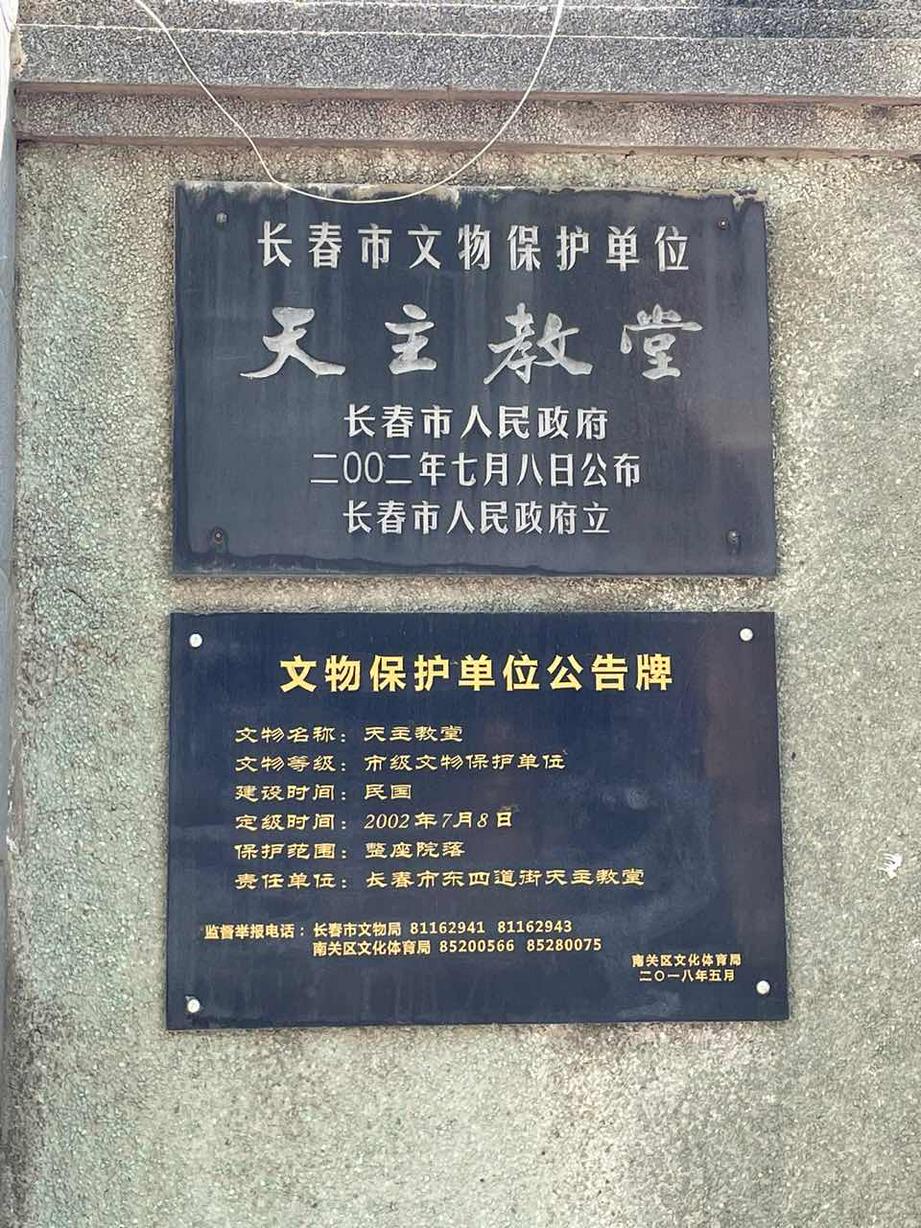 长春市文物保护单位
天主教堂
长春市人民政府
二〇〇二年七月八日公布
长春市人民政府立
文物保护单位公告牌
文物名称：天主教堂
文物等级：市级文物保护单位
建设时间：民国
定级时间：2002年7月8日
保护范围：整座院落
责任单位：长春市东四道街天主教堂
监督举报电话：长春市文物局 81162941 81162943
南关区文化体育局 85200566 85280075
南关区文化体育局
二〇一八年五月